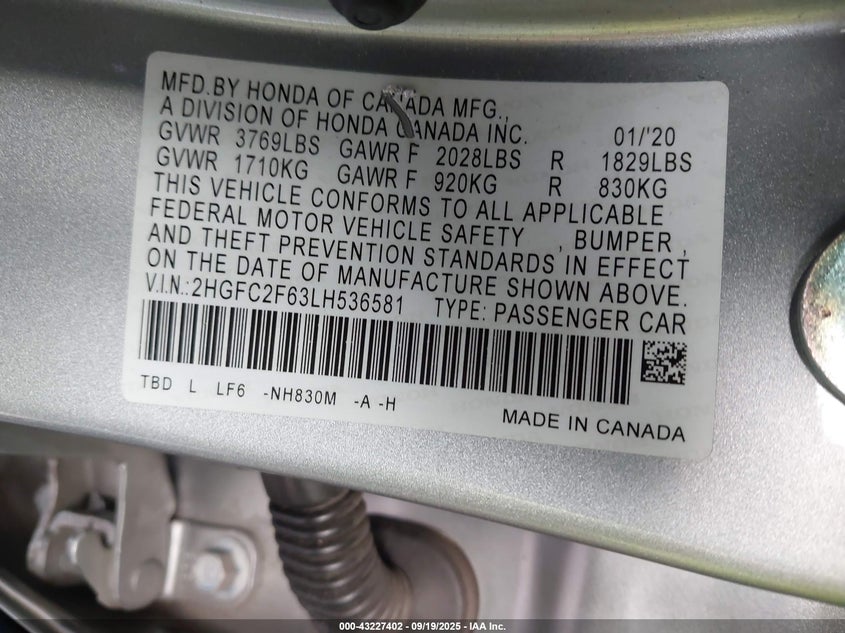 MFD.BY HONDA OF CANADA MFG.,
A DIVISION OF HONDA CANADA INC. 01/'20
GVWR 3769LBS GAWR F 2028LBS R 1829LBS
GVWR 1710KG GAWR F 920KG R 830KG
THIS VEHICLE CONFORMS TO ALL APPLICABLE
FEDERAL MOTOR VEHICLE SAFETY , BUMPER ,
AND THEFT PREVENTION STANDARDS IN EFFECT
ON THE DATE OF MANUFACTURE SHOWN ABOVE.
V.I.N.:2HGFC2F63LH536581 TYPE: PASSENGER CAR
TBD L LF6 -NH830M -A -H
MADE IN CANADA
000-43227402 - 09/19/2025 - IAA Inc.